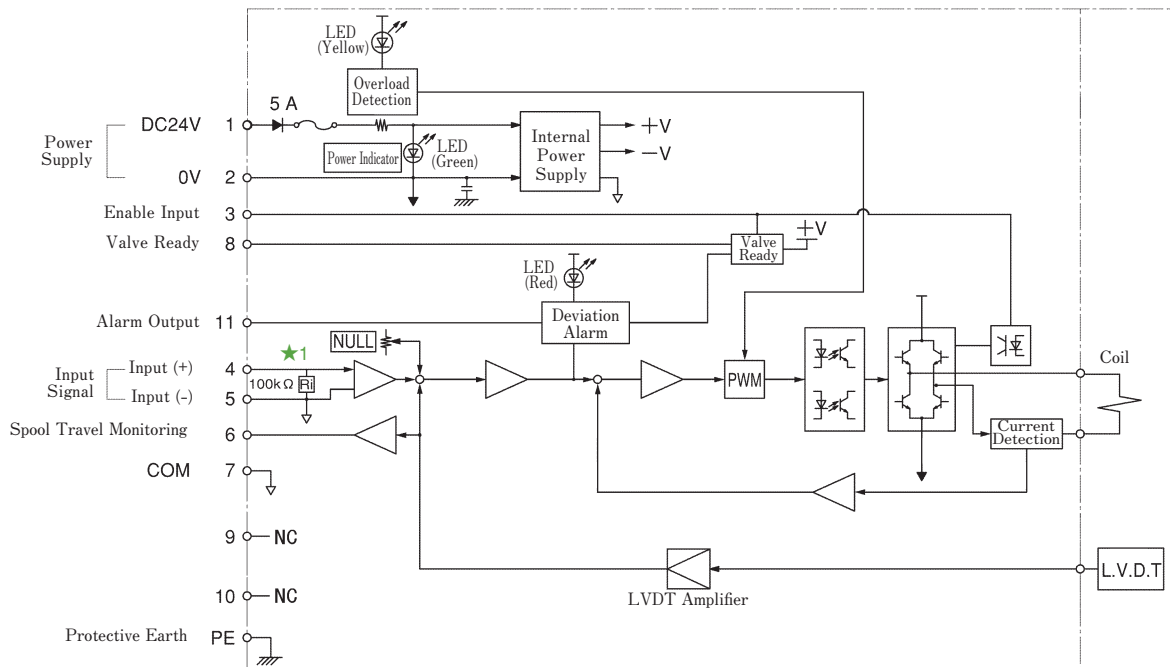 LED
(Yellow)
Overload
Detection
5 A
Power
Supply
DC24V 1
0V 2
Power Indicator
LED
(Green)
Internal
Power
Supply
+V
−V
Enable Input 3
Valve Ready 8
Valve
Ready
+V
LED
(Red)
Alarm Output 11
Deviation
Alarm
★1
NULL
Input
Signal
Input (+) 4
100kΩ Ri
Input (-) 5
PWM
Coil
Spool Travel Monitoring 6
Current
Detection
COM 7
9 NC
L.V.D.T
LVDT Amplifier
10 NC
Protective Earth PE